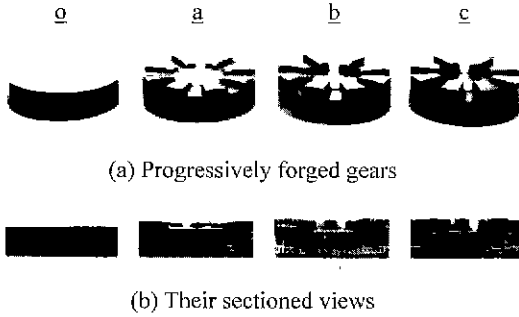 o a b c
(a) Progressively forged gears
(b) Their sectioned views